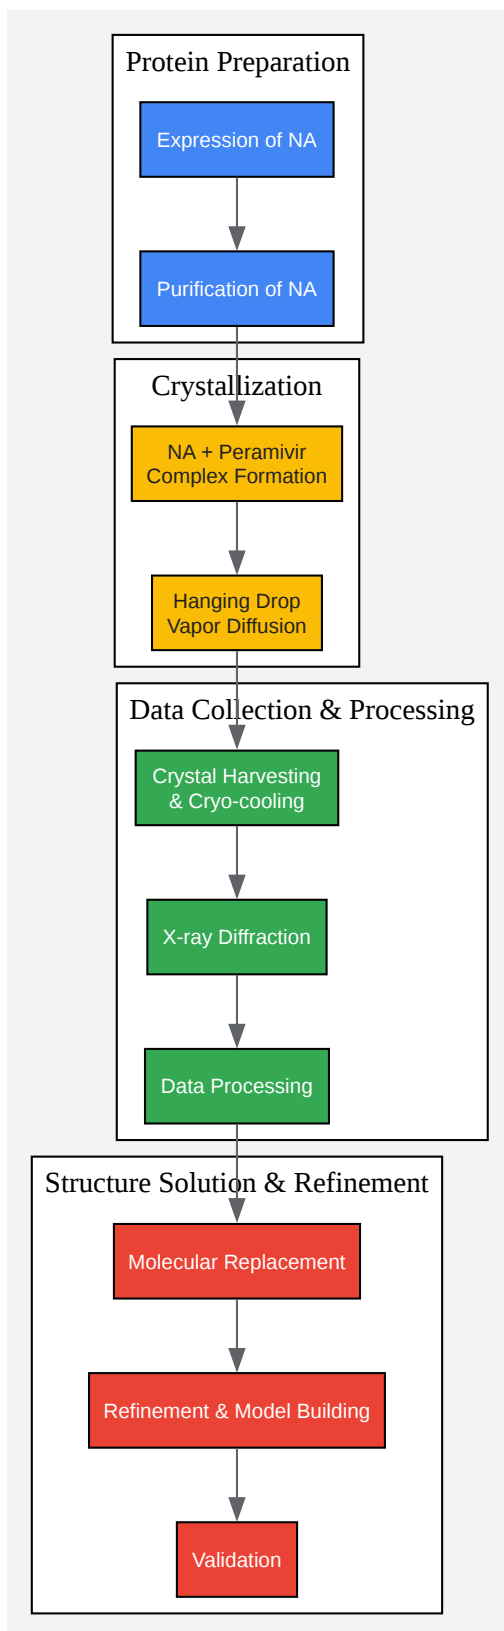 Protein Preparation
Expression of NA
Purification of NA
Crystallization
NA + Peramivir
Complex Formation
Hanging Drop
Vapor Diffusion
Data Collection & Processing
Crystal Harvesting
& Cryo-cooling
X-ray Diffraction
Data Processing
Structure Solution & Refinement
Molecular Replacement
Refinement & Model Building
Validation